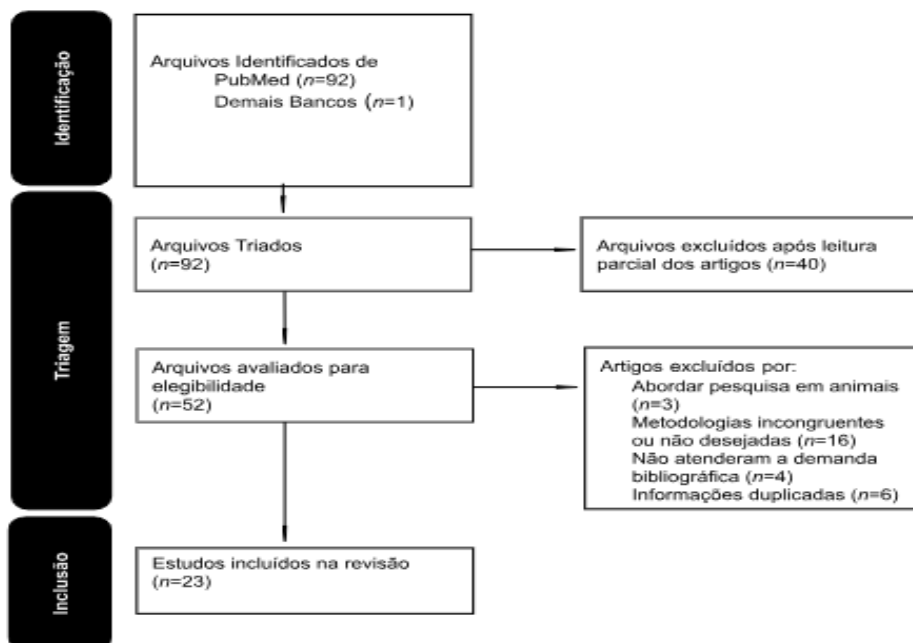 Identificação
Arquivos Identificados de
PubMed (n=92)
Demais Bancos (n=1)
Triagem
Arquivos Triados
(n=92)
Arquivos excluídos após leitura
parcial dos artigos (n=40)
Arquivos avaliados para
elegibilidade
(n=52)
Artigos excluídos por:
Abordar pesquisa em animais
(n=3)
Metodologias incongruentes
ou não desejadas (n=16)
Não atenderam a demanda
bibliográfica (n=4)
Informações duplicadas (n=6)
Inclusão
Estudos incluídos na revisão
(n=23)